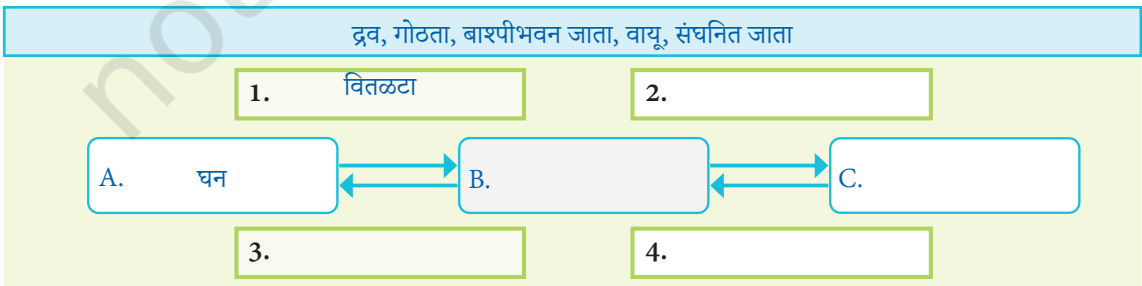 द्रव, गोठता, बाश्पीभवन जाता, वायू, संघनित जाता
1. वितळटा
2.
A. घन
B.
C.
3.
4.